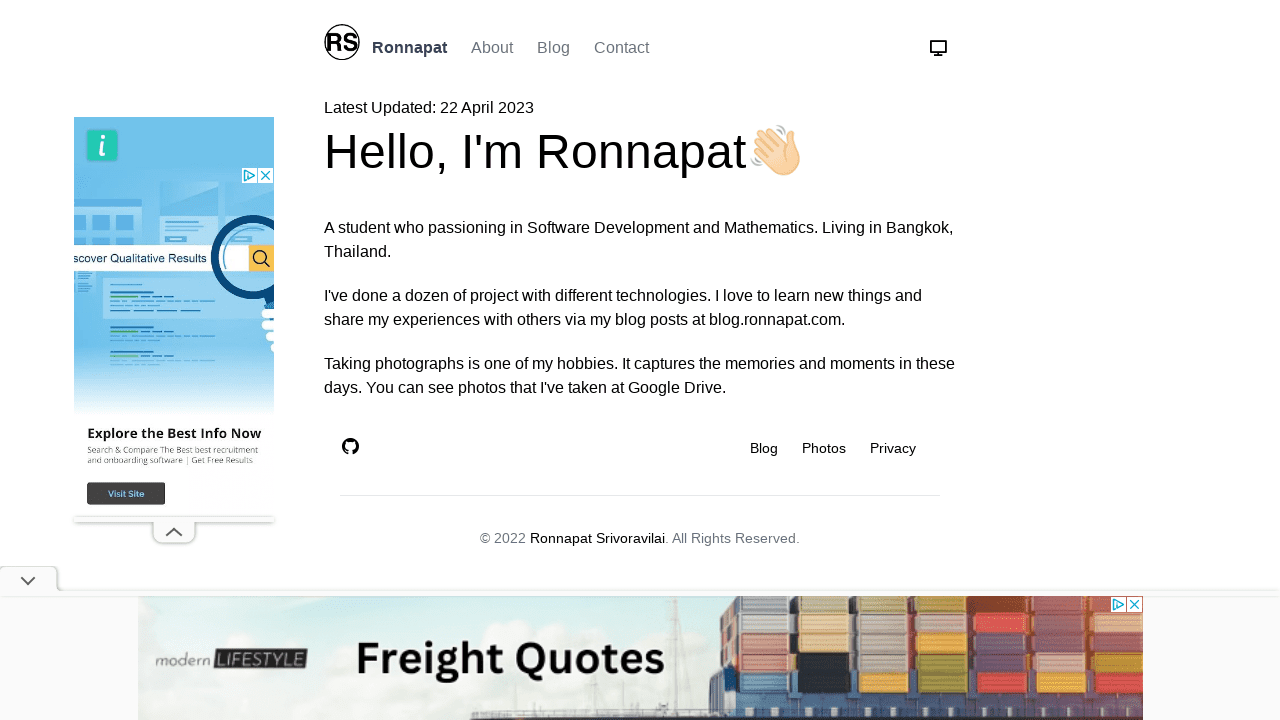 RS
Ronnapat
About
Blog
Contact
Latest Updated: 22 April 2023
Hello, I'm Ronnapat
A student who passioning in Software Development and Mathematics. Living in Bangkok,
Thailand.
I've done a dozen of project with different technologies. I love to learn new things and
share my experiences with others via my blog posts at blog.ronnapat.com.
Taking photographs is one of my hobbies. It captures the memories and moments in these
days. You can see photos that I've taken at Google Drive.
Blog
Photos
Privacy
© 2022 Ronnapat Srivoravilai. All Rights Reserved.
i
scover Qualitative Results
Explore the Best Info Now
Search & Compare The Best best recruitment
and onboarding software | Get Free Results
Visit Site
modern LIFESTYLE
Freight Quotes